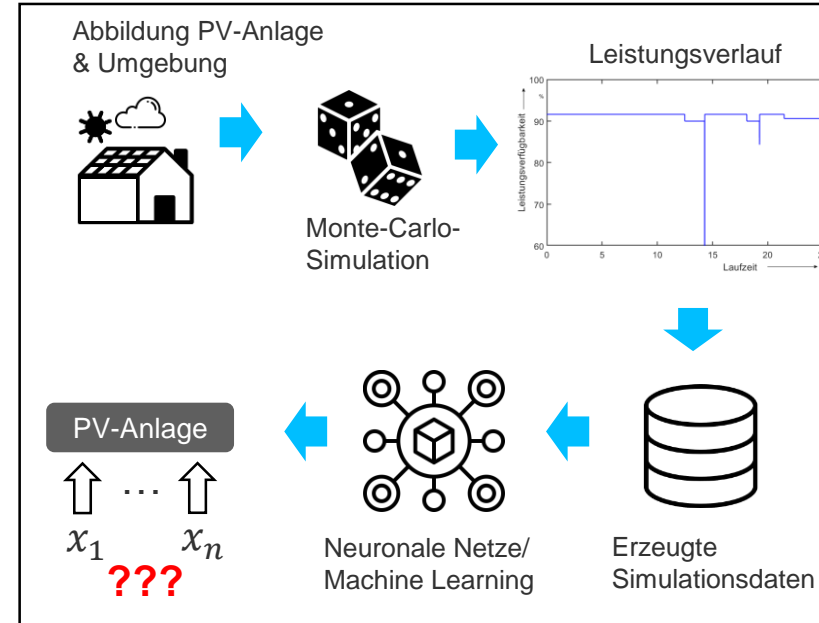 Abbildung PV-Anlage
& Umgebung
Monte-Carlo-
Simulation
Leistungsverlauf
100
%
90
80
70
60
Leistungsverfügbarkeit
0 5 10 15 20
Laufzeit
PV-Anlage
...
x₁ xₙ
???
Neuronale Netze/
Machine Learning
Erzeugte
Simulationsdaten